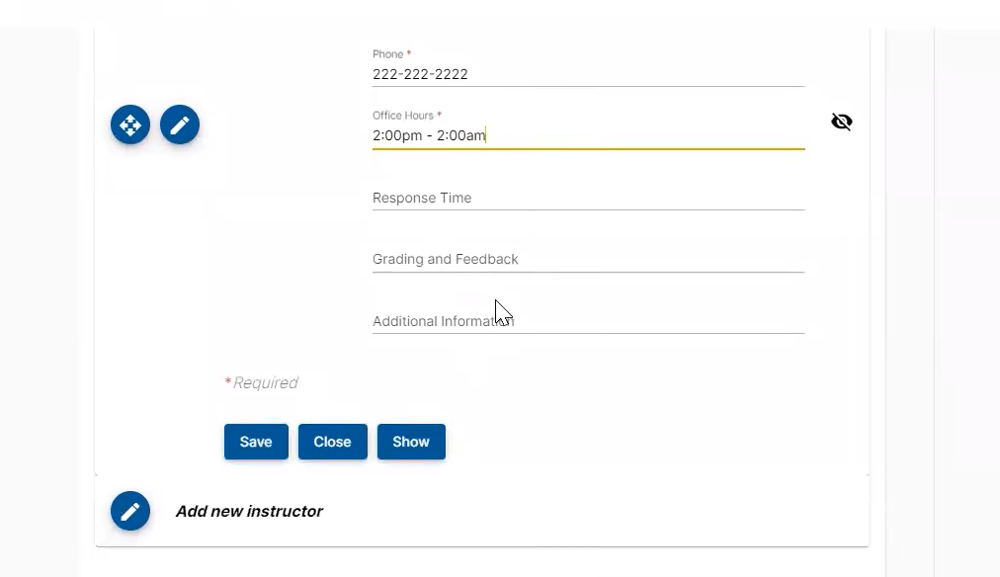 Phone *
222-222-2222
Office Hours *
2:00pm - 2:00am
Response Time
Grading and Feedback
Additional Information
*Required
Save Close Show
Add new instructor